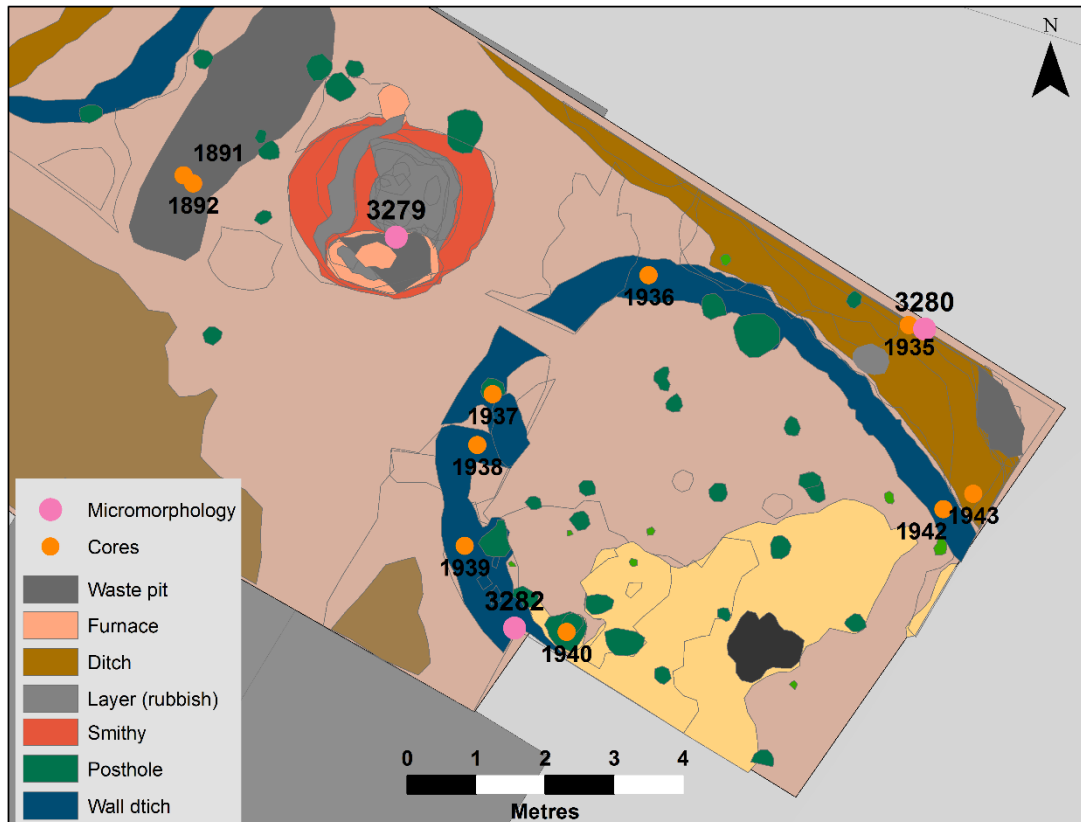 N
1891
1892
3279
1936
3280
1935
1937
1938
1942
1943
1939
3282
1940
Micromorphology
Cores
Waste pit
Furnace
Ditch
Layer (rubbish)
Smithy
Posthole
Wall dtich
0 1 2 3 4
Metres